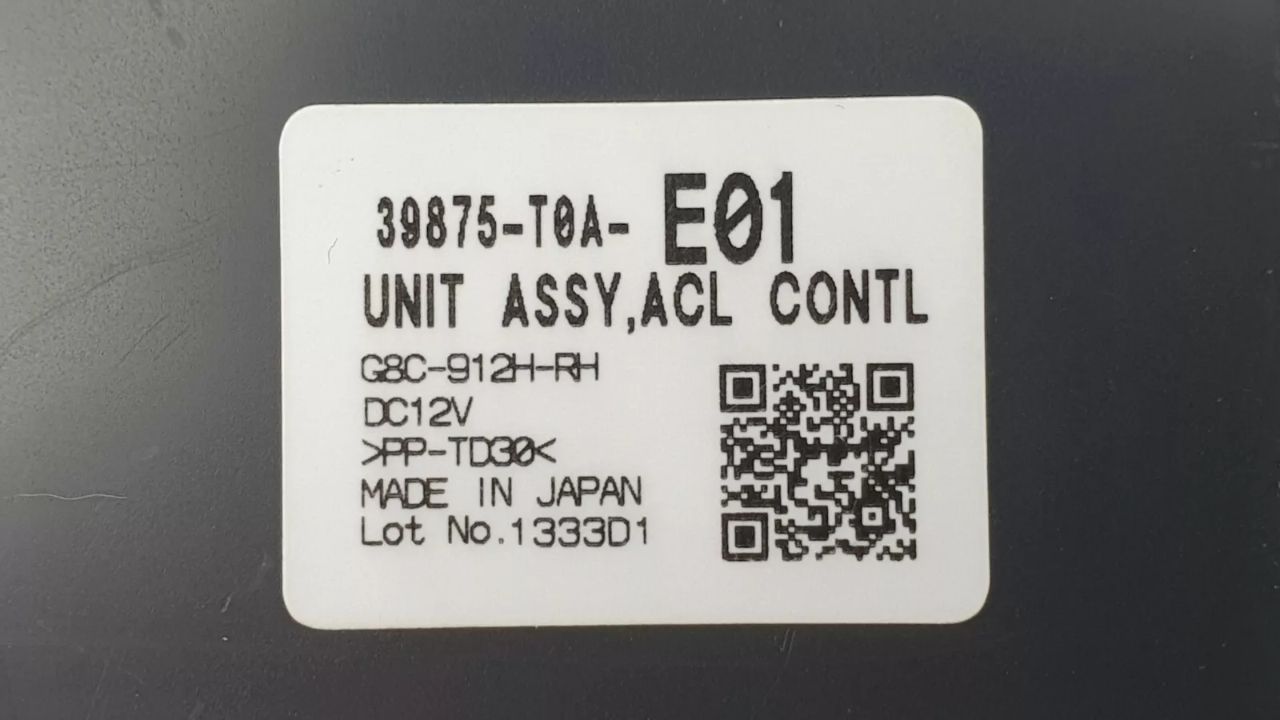 39875-T0A- E01
UNIT ASSY,ACL CONTL
G8C-912H-RH
DC12V
>PP-TD30<
MADE IN JAPAN
Lot No.1333D1